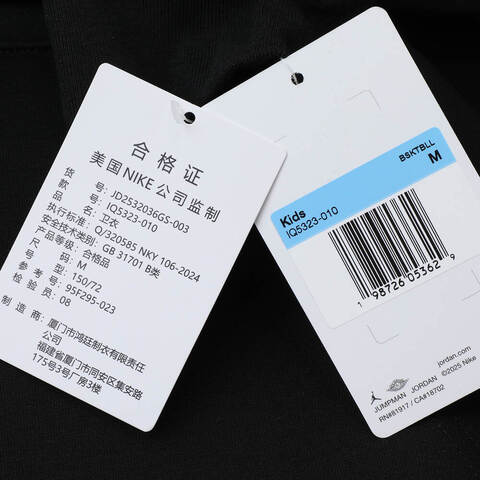 合格证
美国 NIKE 公司监制
货号: JD2532036GS-003
款号: IQ5323-010
品名: 卫衣
执行标准: Q/320585 NKY 106-2024
安全技术类别: GB 31701 B类
产品等级: 合格品
尺码: M
号型: 150/72
参考号: 95F295-023
检验员: 08
制造商: 厦门市鸿廷制衣有限责任
公司
福建省厦门市同安区集安路
175号3号厂房3楼
BSKTBLL
M
Kids
IQ5323-010
1 98726 05362 9
JUMPMAN JORDAN
RN#81917 / CA#18702
jordan.com
©2025 Nike